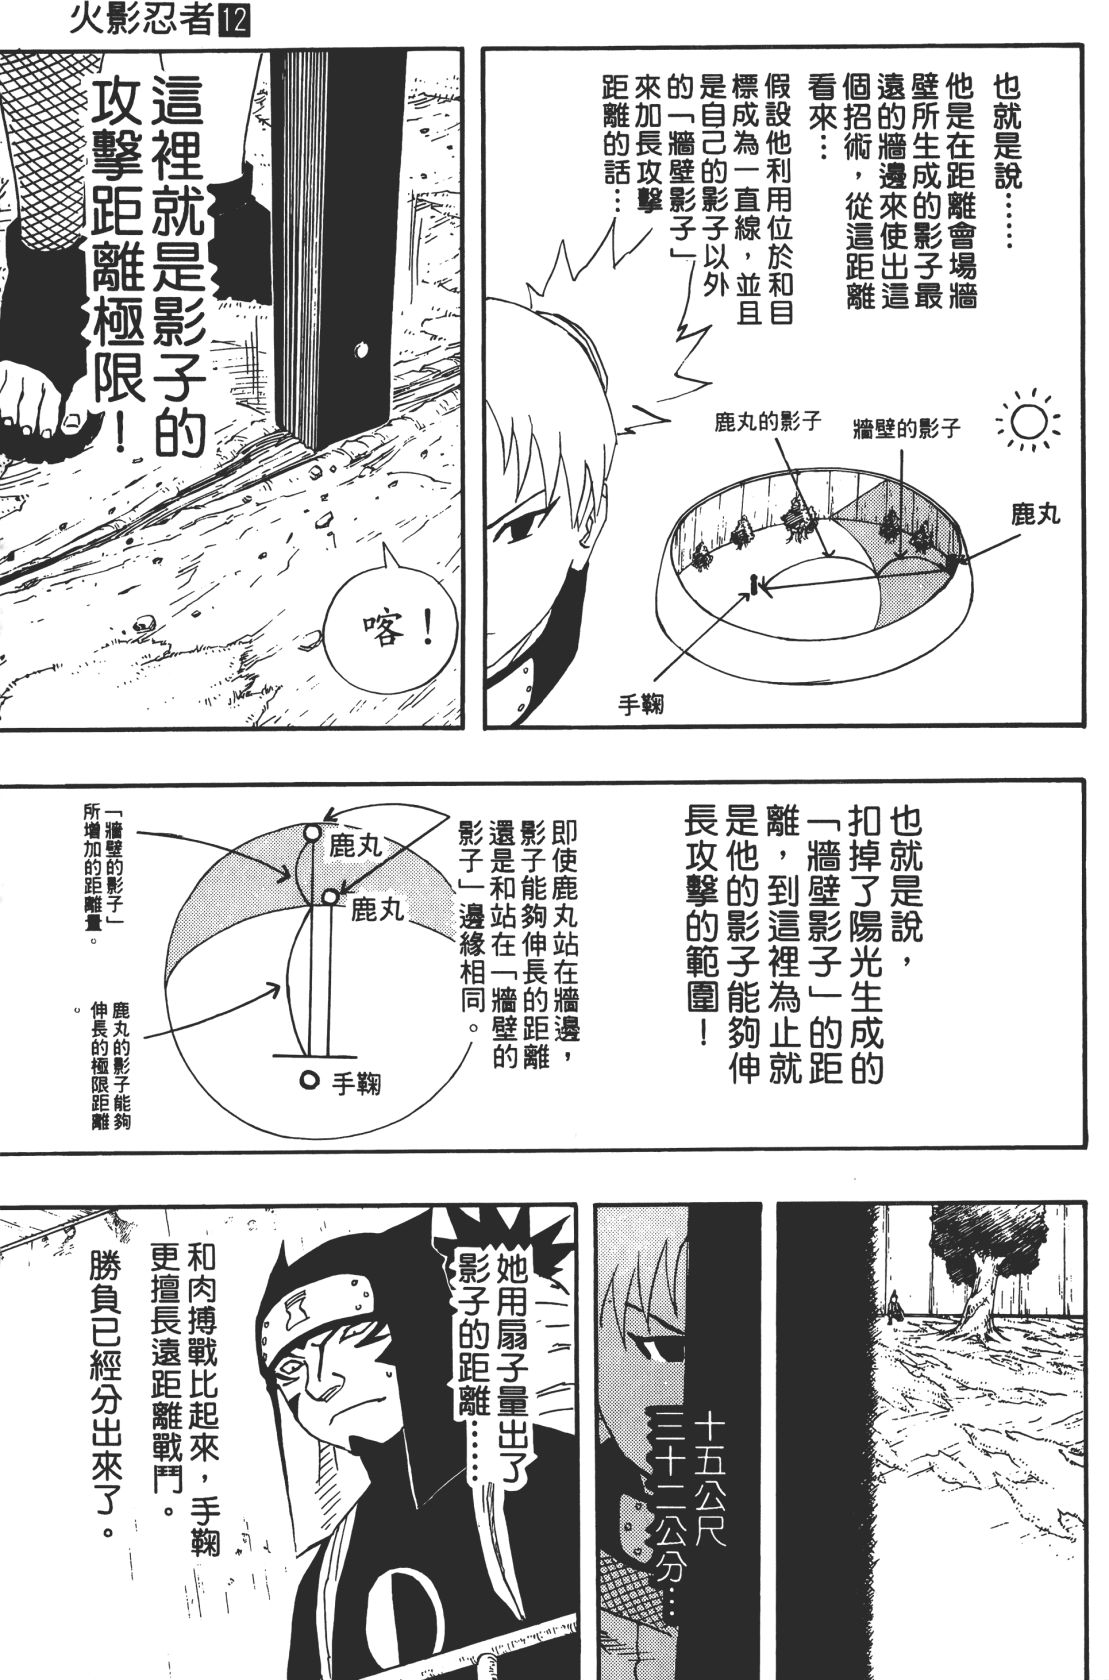 火影忍者12
也就是說……
他是在距離會場牆
壁所生成的影子最
遠的牆邊來使出這
個招術，從這距離
看來…
假設他利用位於和目
標成為一直線，並且
是自己的影子以外
的「牆壁影子」
來加長攻擊
距離的話…
鹿丸的影子
牆壁的影子
鹿丸
手鞠
這裡就是影子的
攻擊距離極限！
喀！
也就是說，
扣掉了陽光生成的
「牆壁影子」的距
離，到這裡為止就
是他的影子能夠伸
長攻擊的範圍！
即使鹿丸站在牆邊，
影子能夠伸長的距離
還是和站在「牆壁的
影子」邊緣相同。
鹿丸
鹿丸
手鞠
「牆壁的影子」
所增加的距離量。
鹿丸的影子能夠
伸長的極限距離
。
十五公尺
三十二公分…
她用扇子量出了
影子的距離……
和肉搏戰比起來，手鞠
更擅長遠距離戰鬥。
勝負已經分出來了。